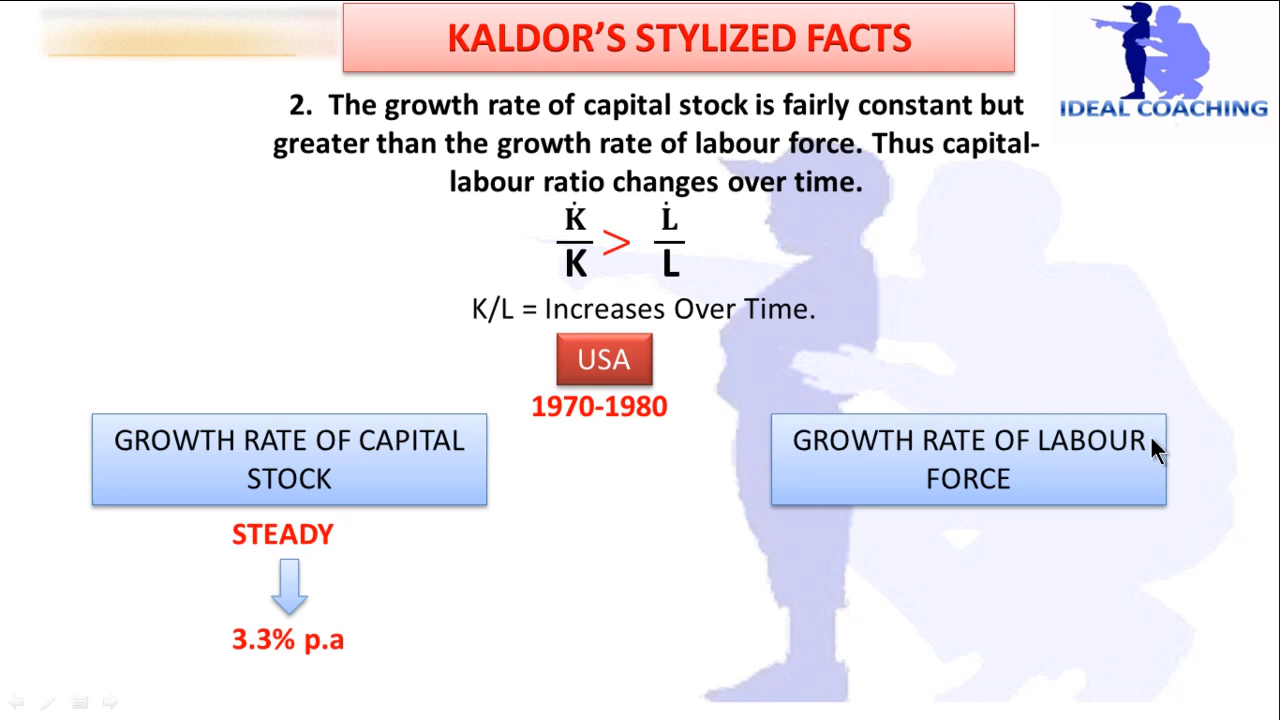 KALDOR'S STYLIZED FACTS
IDEAL COACHING
2. The growth rate of capital stock is fairly constant but
greater than the growth rate of labour force. Thus capital-
labour ratio changes over time.
K̇ > L̇
K L
K/L = Increases Over Time.
USA
1970-1980
GROWTH RATE OF CAPITAL
STOCK
STEADY
3.3% p.a
GROWTH RATE OF LABOUR
FORCE